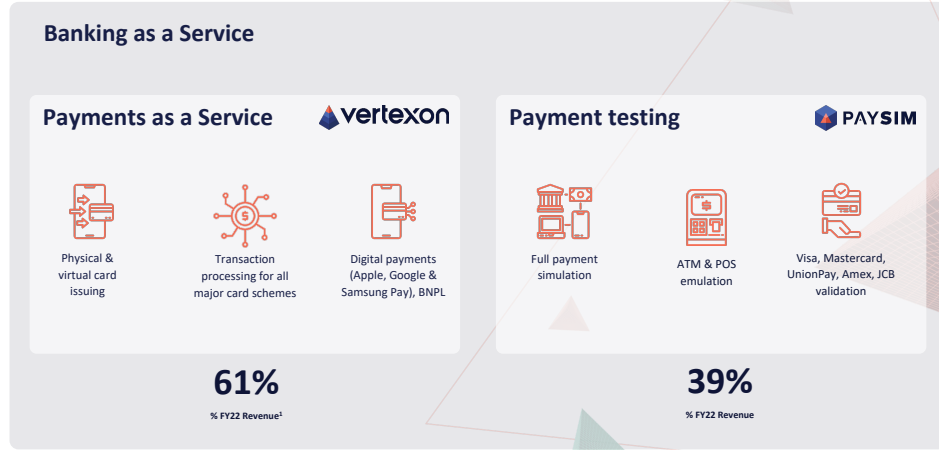 Banking as a Service
Payments as a Service
vertexon
Physical &
virtual card
issuing
Transaction
processing for all
major card schemes
Digital payments
(Apple, Google &
Samsung Pay), BNPL
61%
% FY22 Revenue¹
Payment testing
PAYSIM
Full payment
simulation
ATM & POS
emulation
Visa, Mastercard,
UnionPay, Amex, JCB
validation
39%
% FY22 Revenue